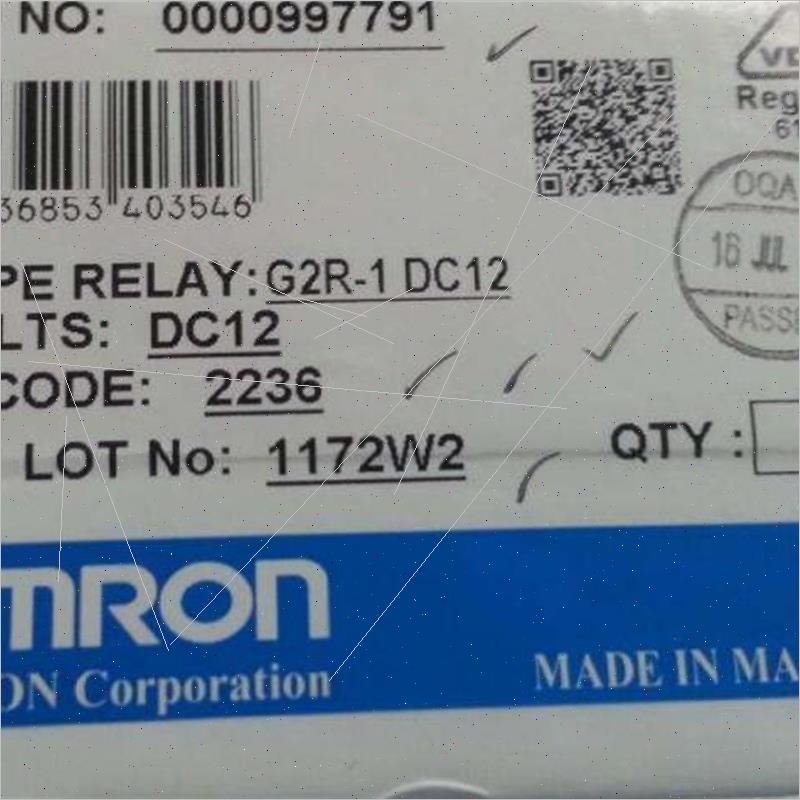 NO: 0000997791
Reg
61
36853 403546
OQA
16 JUL
PASS
PE RELAY: G2R-1 DC12
LTS: DC12
CODE: 2236
LOT No: 1172W2
QTY :
MRON
ON Corporation
MADE IN MA